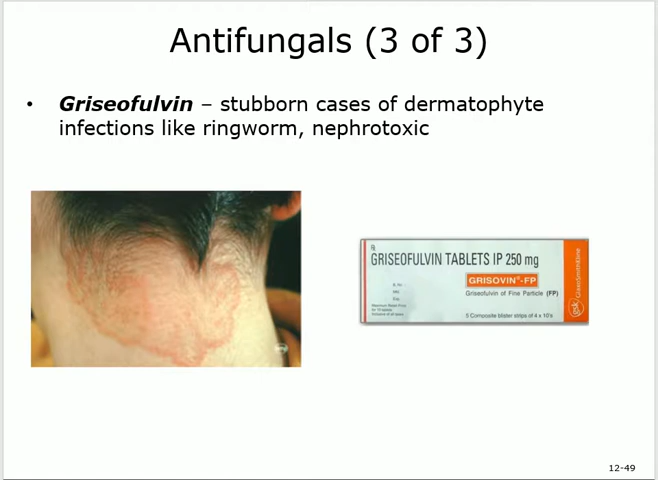 Antifungals (3 of 3)
• Griseofulvin – stubborn cases of dermatophyte
infections like ringworm, nephrotoxic
GRISEOFULVIN TABLETS IP 250 mg
GRISOVIN®-FP
Griseofulvin of Fine Particle (FP)
5 Composite blister strips of 4 x 10's
GlaxoSmithKline
gsk
12-49